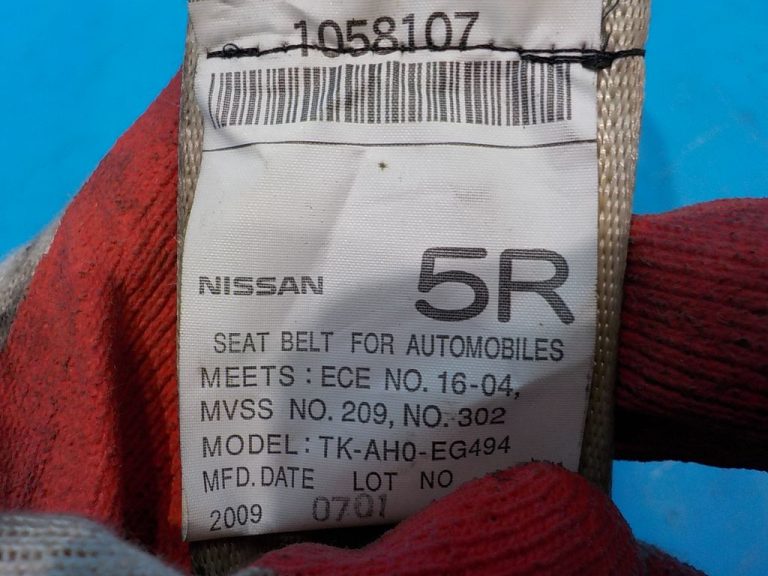 1058107
NISSAN 5R
SEAT BELT FOR AUTOMOBILES
MEETS : ECE NO. 16-04,
MVSS NO. 209, NO. 302
MODEL : TK-AH0-EG494
MFD. DATE LOT NO
2009 0701